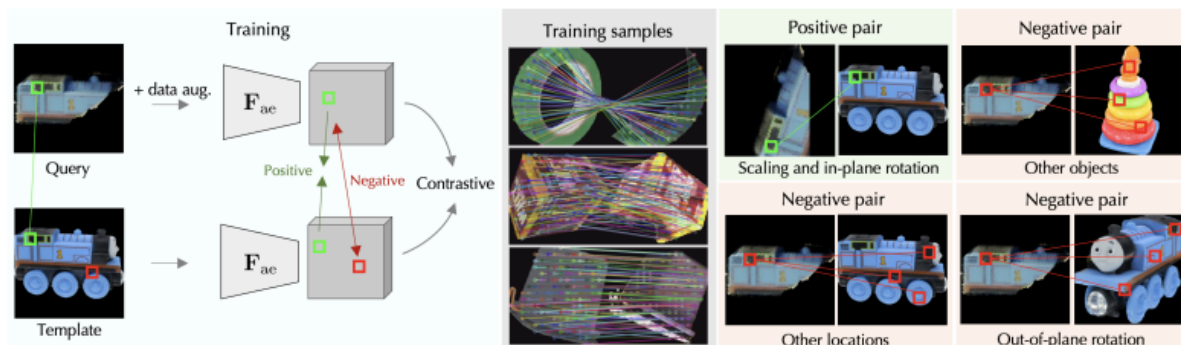 Training
Query
+ data aug.
F_ae
Positive
Negative
Contrastive
F_ae
Template
Training samples
Positive pair
Scaling and in-plane rotation
Negative pair
Other objects
Negative pair
Other locations
Negative pair
Out-of-plane rotation